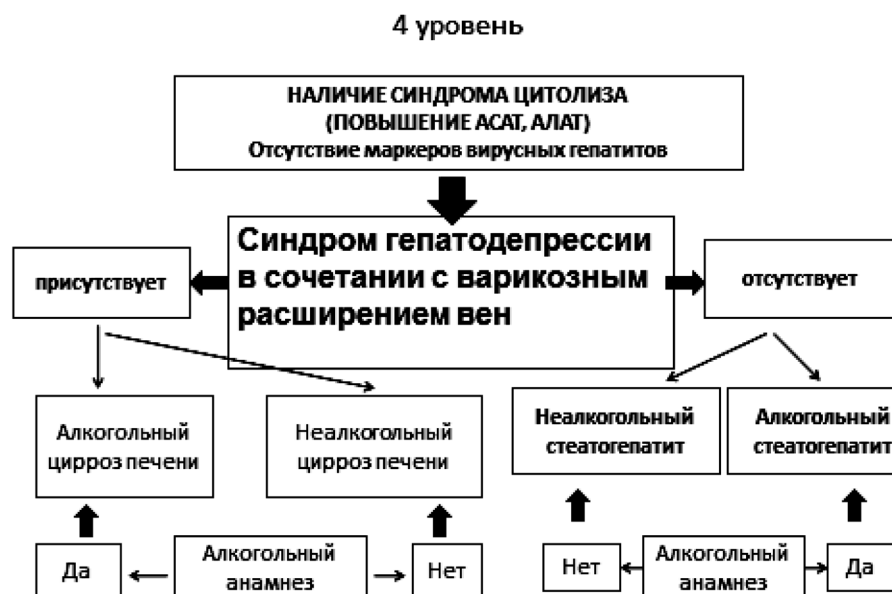 4 уровень
НАЛИЧИЕ СИНДРОМА ЦИТОЛИЗА
(ПОВЫШЕНИЕ АСАТ, АЛАТ)
Отсутствие маркеров вирусных гепатитов
Синдром гепатодепрессии
в сочетании с варикозным
расширением вен
присутствует
отсутствует
Алкогольный
цирроз печени
Неалкогольный
цирроз печени
Неалкогольный
стеатогепатит
Алкогольный
стеатогепатит
Да
Алкогольный
анамнез
Нет
Нет
Алкогольный
анамнез
Да